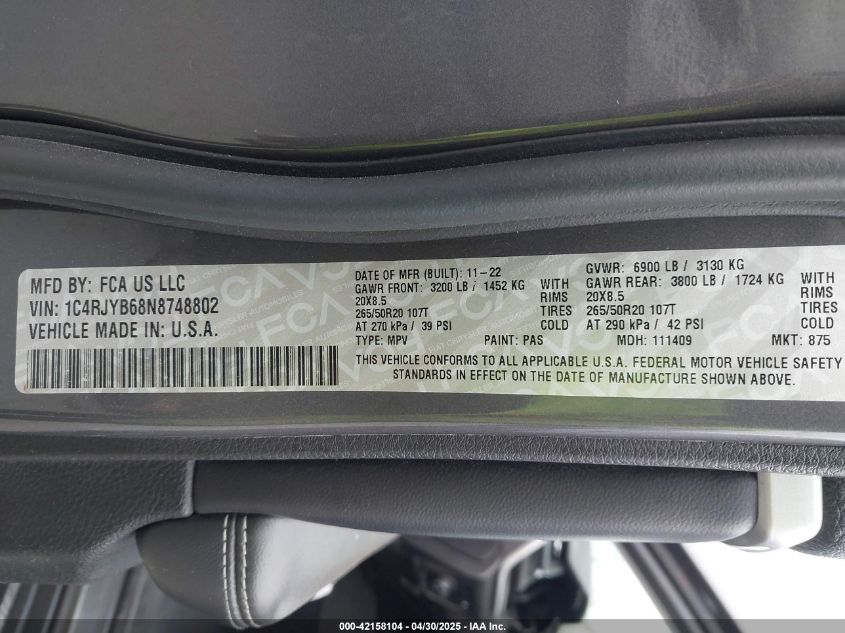 MFD BY: FCA US LLC
VIN: 1C4RJYB68N8748802
VEHICLE MADE IN: U.S.A.
DATE OF MFR (BUILT): 11-22
GAWR FRONT: 3200 LB / 1452 KG
20X8.5 RIMS
265/50R20 107T TIRES
AT 270 kPa / 39 PSI COLD
TYPE: MPV PAINT: PAS
GVWR: 6900 LB / 3130 KG
GAWR REAR: 3800 LB / 1724 KG
20X8.5 RIMS
265/50R20 107T TIRES
AT 290 kPa / 42 PSI COLD
MDH: 111409 MKT: 875
THIS VEHICLE CONFORMS TO ALL APPLICABLE U.S.A. FEDERAL MOTOR VEHICLE SAFETY
STANDARDS IN EFFECT ON THE DATE OF MANUFACTURE SHOWN ABOVE.
000-42158104 - 04/30/2025 - IAA Inc.